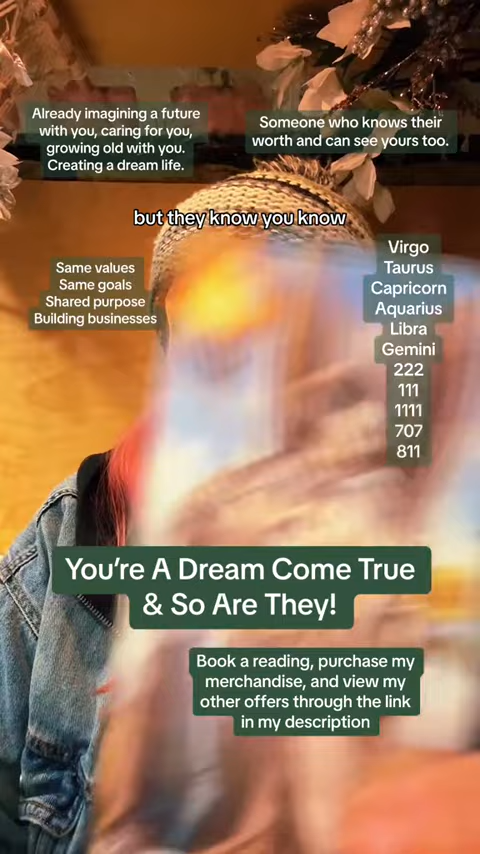 Already imagining a future
with you, caring for you,
growing old with you.
Creating a dream life.
Someone who knows their
worth and can see yours too.
but they know you know
Same values
Same goals
Shared purpose
Building businesses
Virgo
Taurus
Capricorn
Aquarius
Libra
Gemini
222
111
1111
707
811
You're A Dream Come True
& So Are They!
Book a reading, purchase my
merchandise, and view my
other offers through the link
in my description